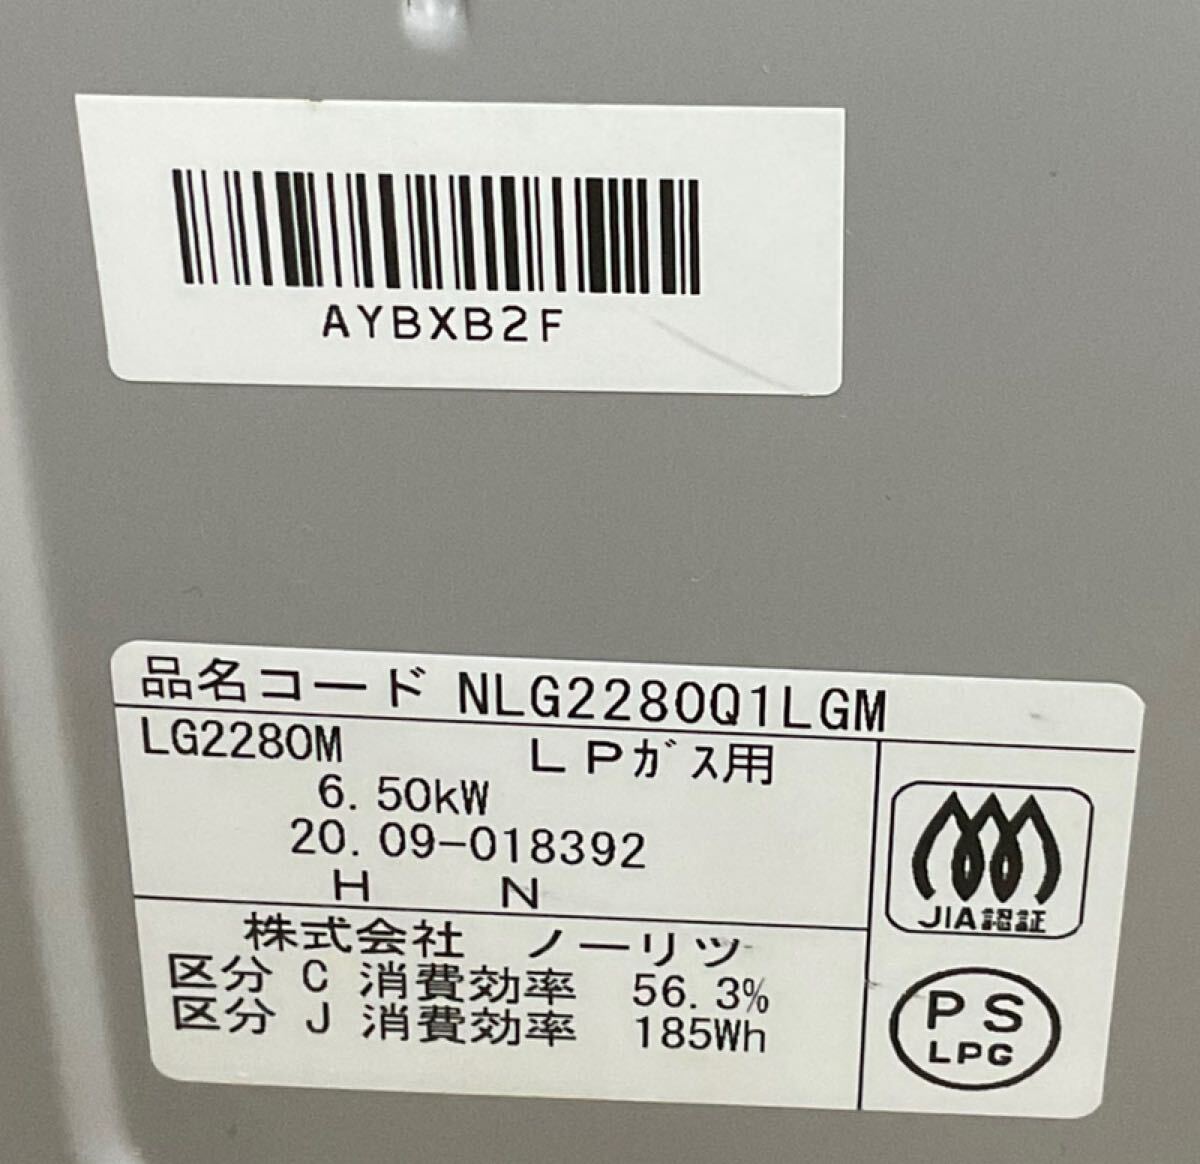 AYBXB2F
品名コード NLG2280Q1LGM
LG2280M LPガス用
6.50kW
20.09-018392
H N
株式会社 ノーリツ
区分 C 消費効率 56.3%
区分 J 消費効率 185Wh
JIA認証
PS
LPG